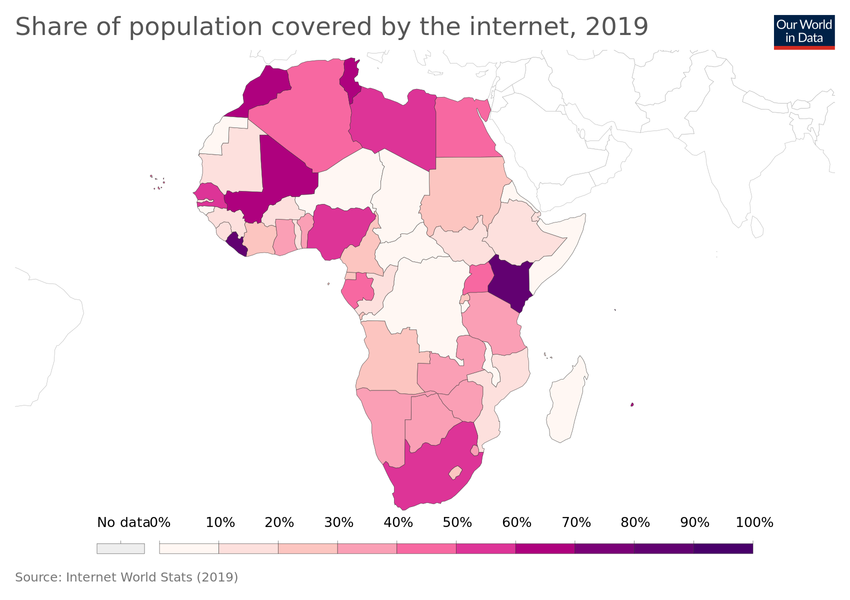 Share of population covered by the internet, 2019
Our World
in Data
No data
0%
10%
20%
30%
40%
50%
60%
70%
80%
90%
100%
Source: Internet World Stats (2019)